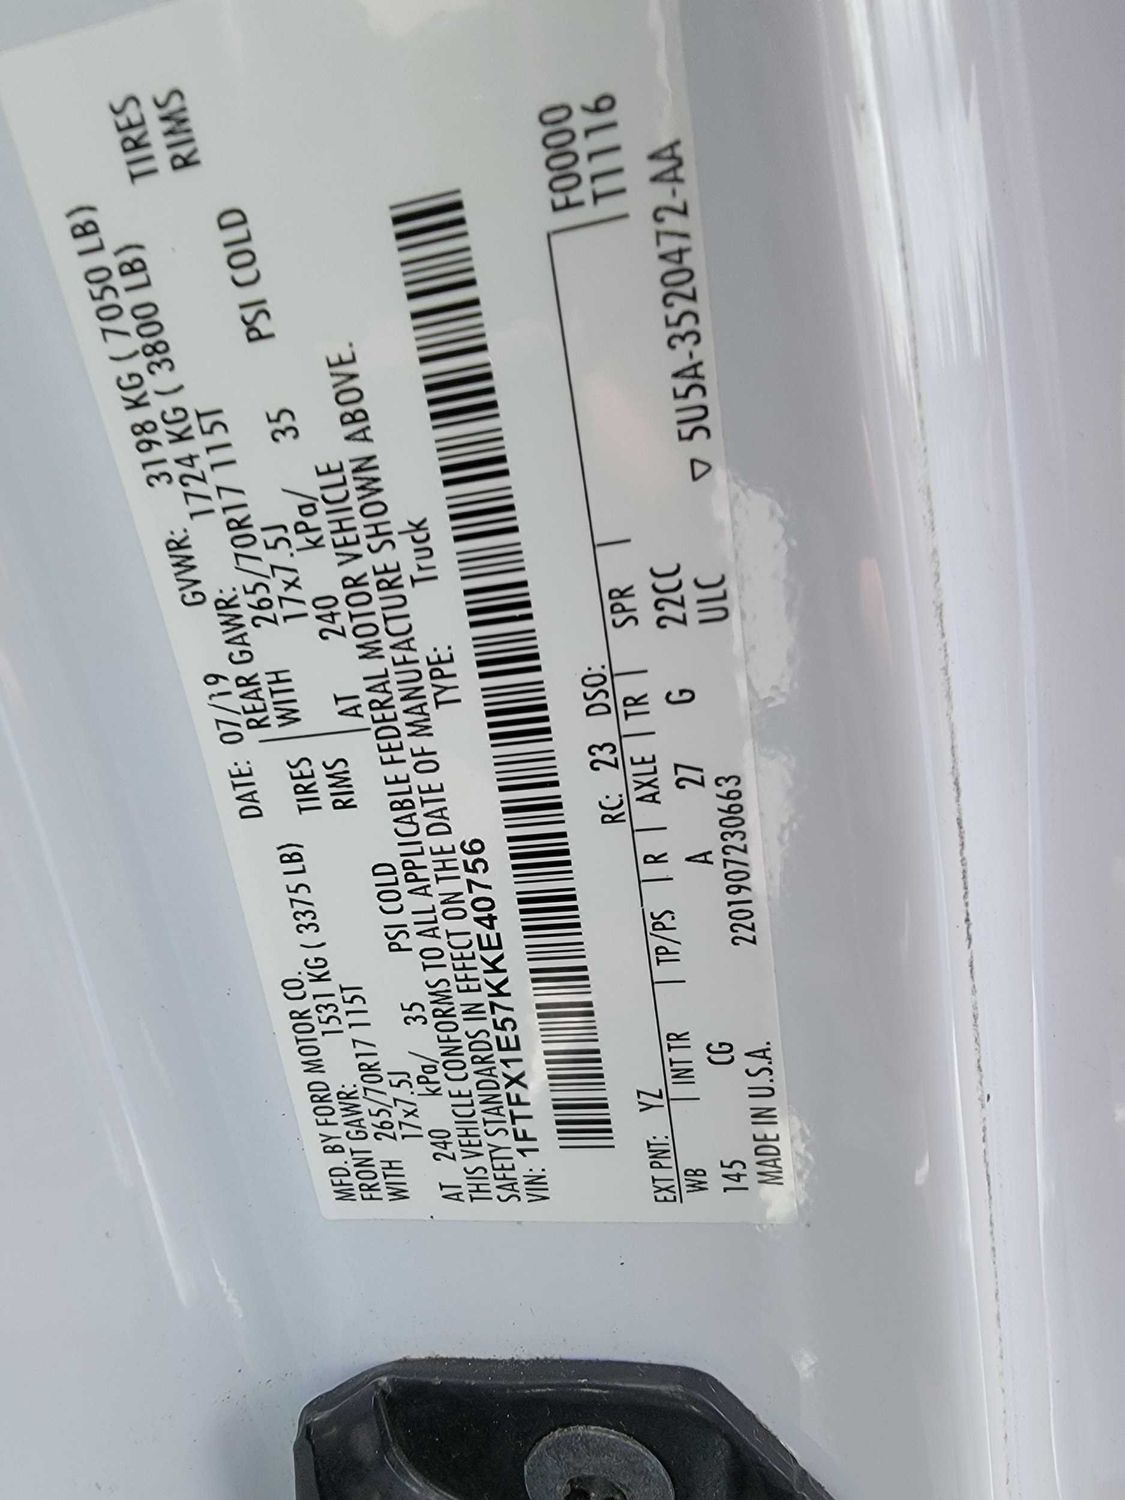 MFD. BY FORD MOTOR CO.
DATE: 07/19 GVWR: 3198 KG ( 7050 LB)
FRONT GAWR: 1531 KG ( 3375 LB) REAR GAWR: 1724 KG ( 3800 LB)
WITH 265/70R17 115T TIRES WITH 265/70R17 115T TIRES
17x7.5J RIMS 17x7.5J RIMS
AT 240 kPa/ 35 PSI COLD AT 240 kPa/ 35 PSI COLD
THIS VEHICLE CONFORMS TO ALL APPLICABLE FEDERAL MOTOR VEHICLE
SAFETY STANDARDS IN EFFECT ON THE DATE OF MANUFACTURE SHOWN ABOVE.
VIN: 1FTFX1E57KKE40756 TYPE: Truck
F0000
T1116
EXT PNT: YZ RC: 23 DSO:
WB INT TR TP/PS R AXLE TR SPR
145 CG A 27 G 22CC
MADE IN U.S.A. 2201907230663 ULC ▽ 5U5A-3520472-AA